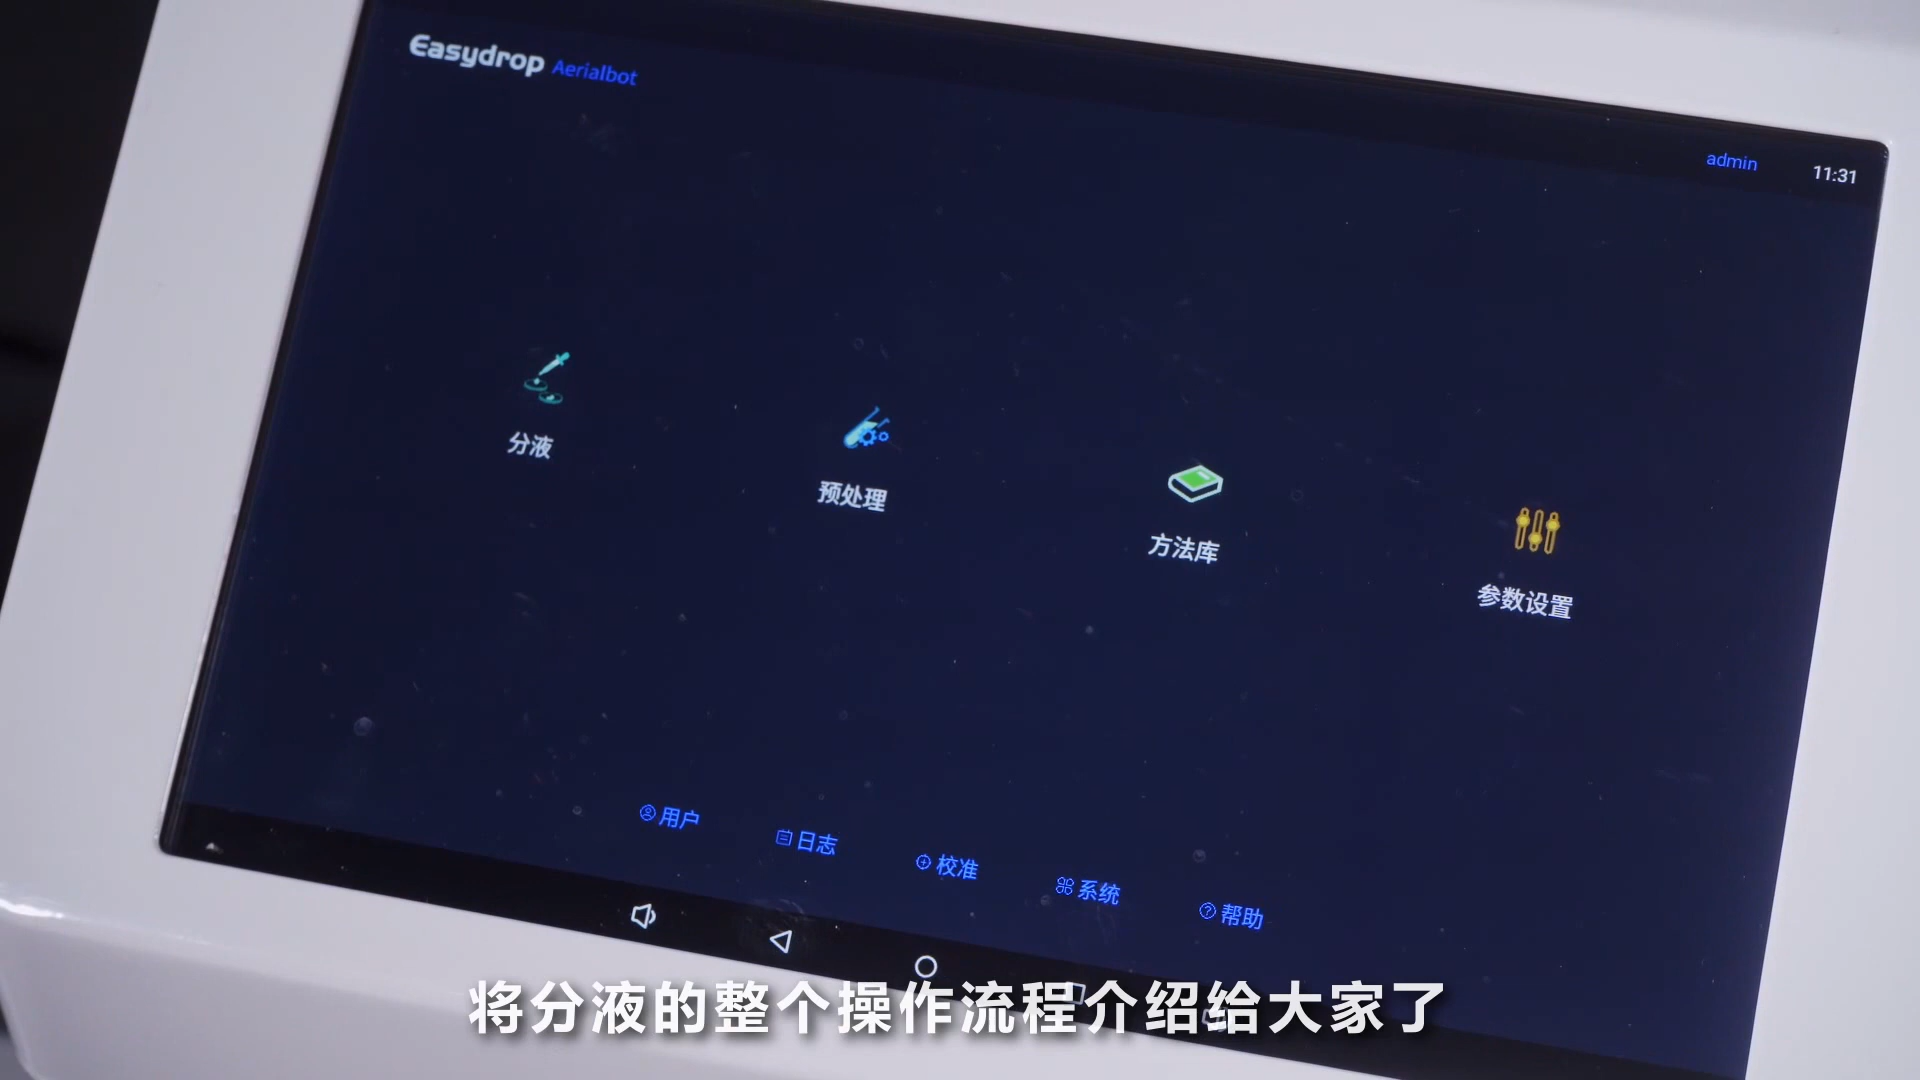 Easydrop Aerialbot
admin
11:31
分液
预处理
方法库
参数设置
用户
日志
校准
系统
帮助
将分液的整个操作流程介绍给大家了